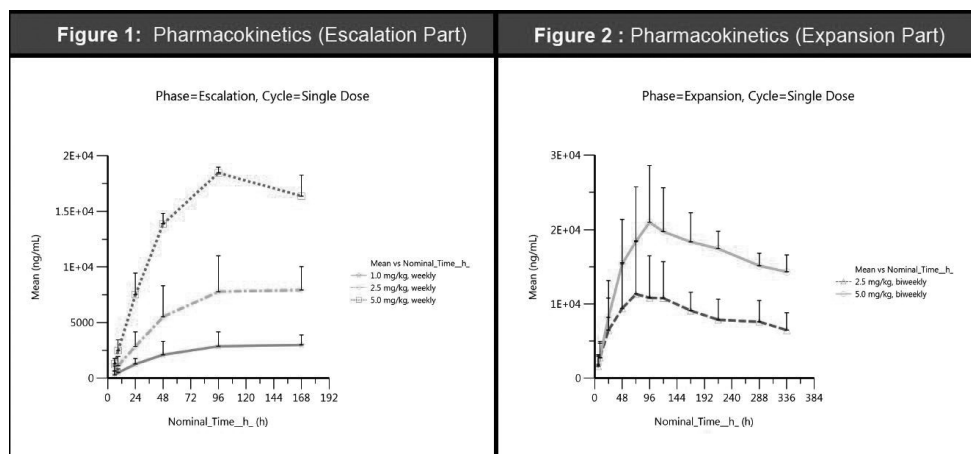 Figure 1: Pharmacokinetics (Escalation Part)
Phase=Escalation, Cycle=Single Dose
2E+04
1.5E+04
1E+04
5000
0
Mean (ng/mL)
0 24 48 72 96 120 144 168 192
Nominal_Time__h_ (h)
Mean vs Nominal_Time__h_
1.0 mg/kg, weekly
2.5 mg/kg, weekly
5.0 mg/kg, weekly
Figure 2 : Pharmacokinetics (Expansion Part)
Phase=Expansion, Cycle=Single Dose
3E+04
2E+04
1E+04
0
Mean (ng/mL)
0 48 96 144 192 240 288 336 384
Nominal_Time__h_ (h)
Mean vs Nominal_Time__h_
2.5 mg/kg, biweekly
5.0 mg/kg, biweekly